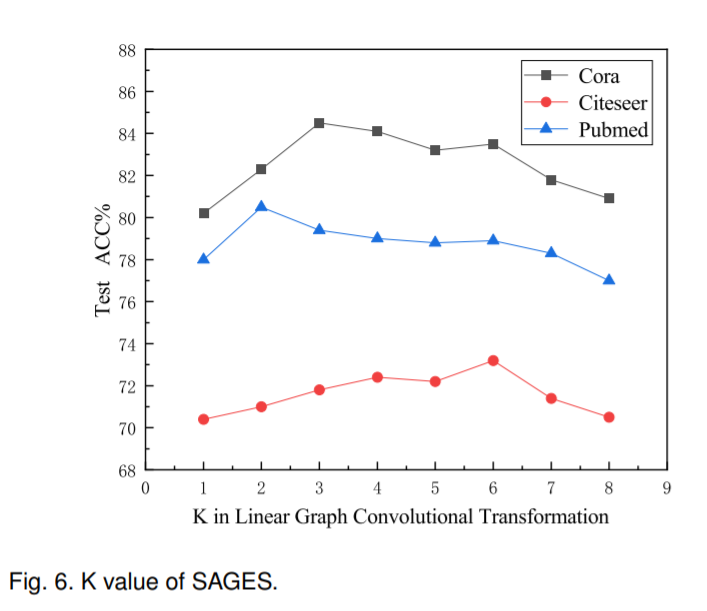 88
86
84
82
80
78
76
74
72
70
68
Test ACC%
0 1 2 3 4 5 6 7 8 9
K in Linear Graph Convolutional Transformation
Cora
Citeseer
Pubmed
Fig. 6. K value of SAGES.